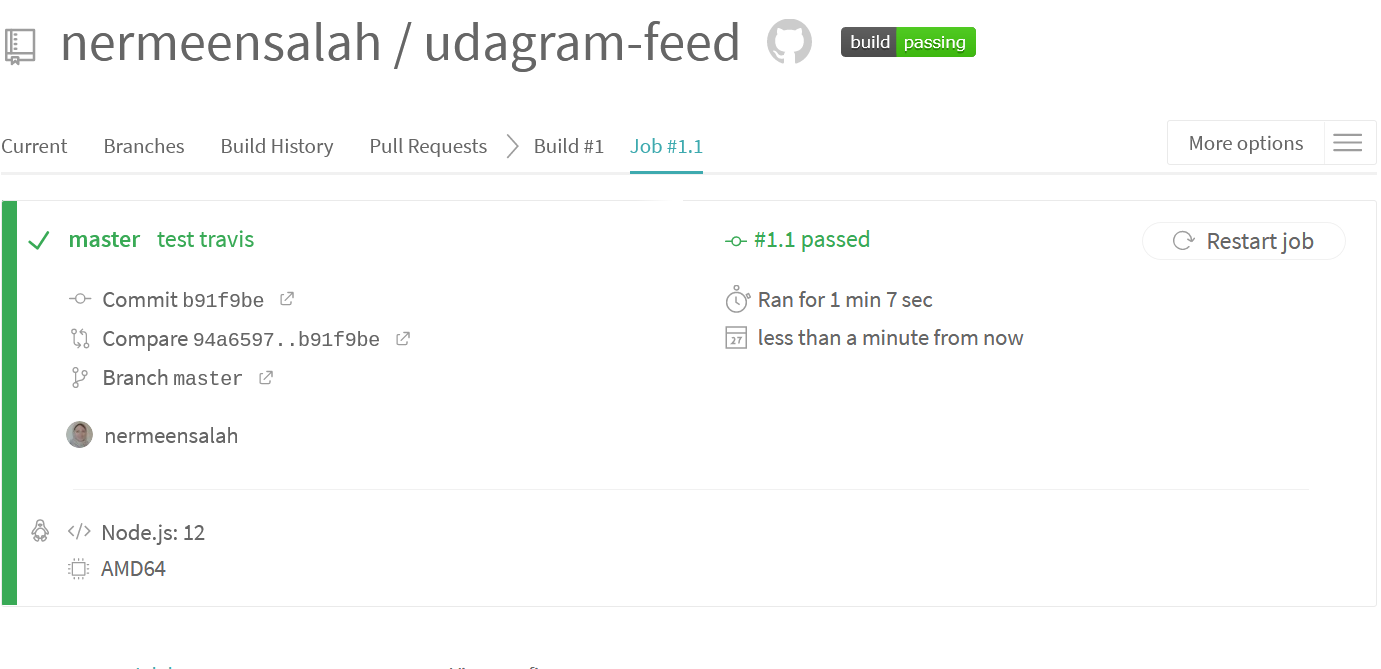 nermeensalah / udagram-feed build passing
Current Branches Build History Pull Requests Build #1 Job #1.1 More options
master test travis #1.1 passed Restart job
Commit b91f9be Ran for 1 min 7 sec
Compare 94a6597..b91f9be 27 less than a minute from now
Branch master
nermeensalah
</> Node.js: 12
AMD64